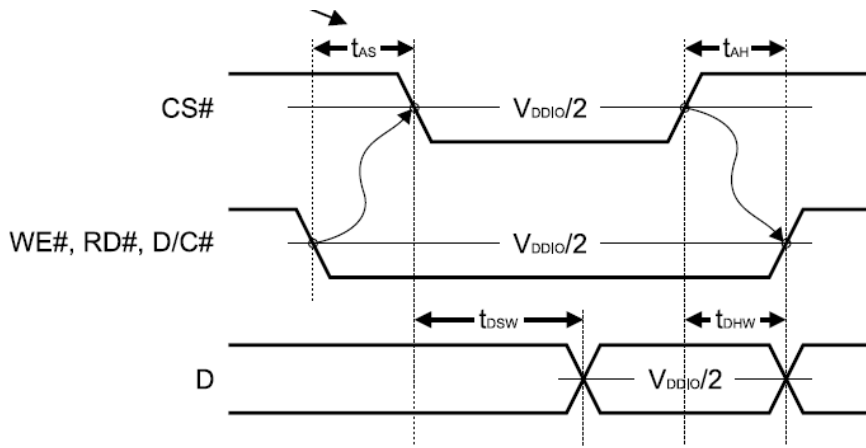 tAS tAH
CS# VDDIO/2
WE#, RD#, D/C# VDDIO/2
tDSW tDHW
D VDDIO/2